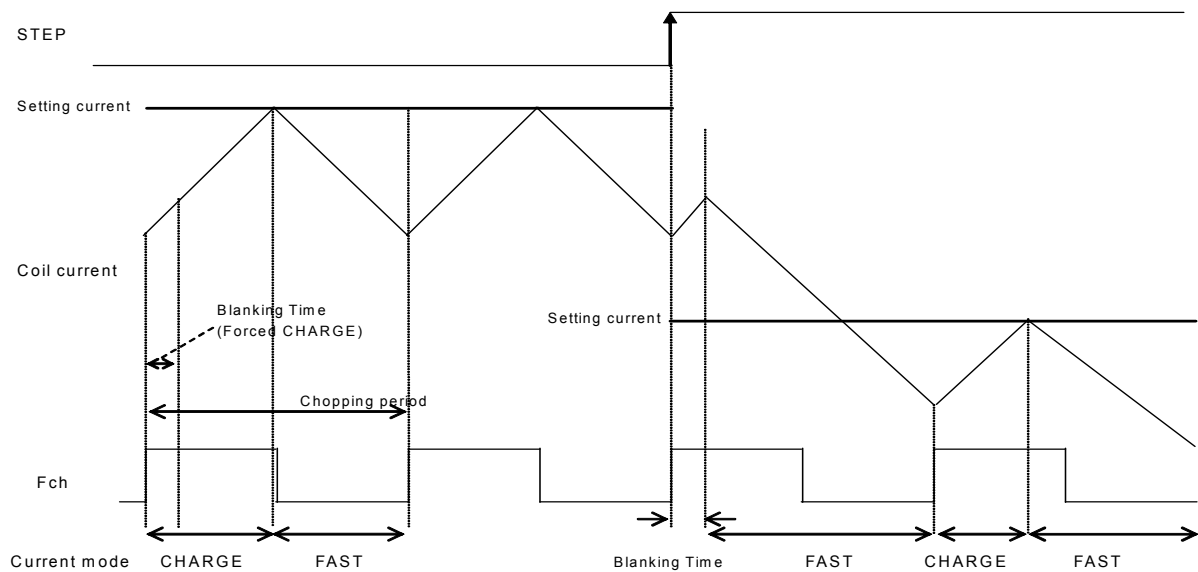 STEP
Setting current
Coil current
Blanking Time
(Forced CHARGE)
Setting current
Chopping period
Fch
Current mode CHARGE FAST Blanking Time FAST CHARGE FAST